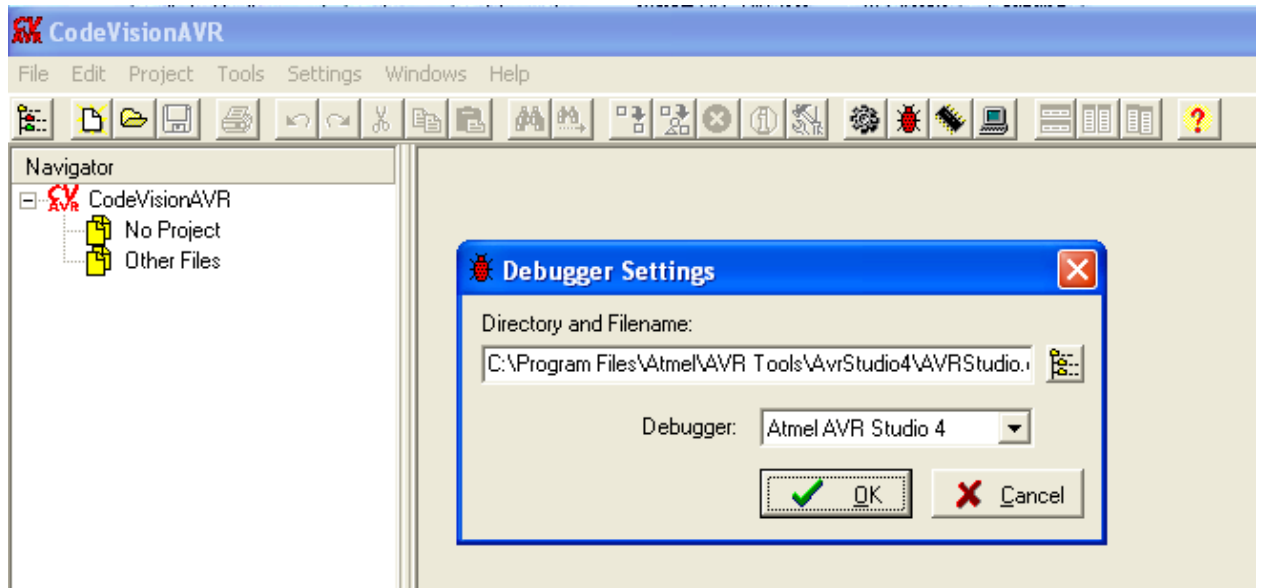 CodeVisionAVR
File Edit Project Tools Settings Windows Help
Navigator
CodeVisionAVR
No Project
Other Files
Debugger Settings
Directory and Filename:
C:\Program Files\Atmel\AVR Tools\AvrStudio4\AVRStudio.
Debugger: Atmel AVR Studio 4
OK Cancel